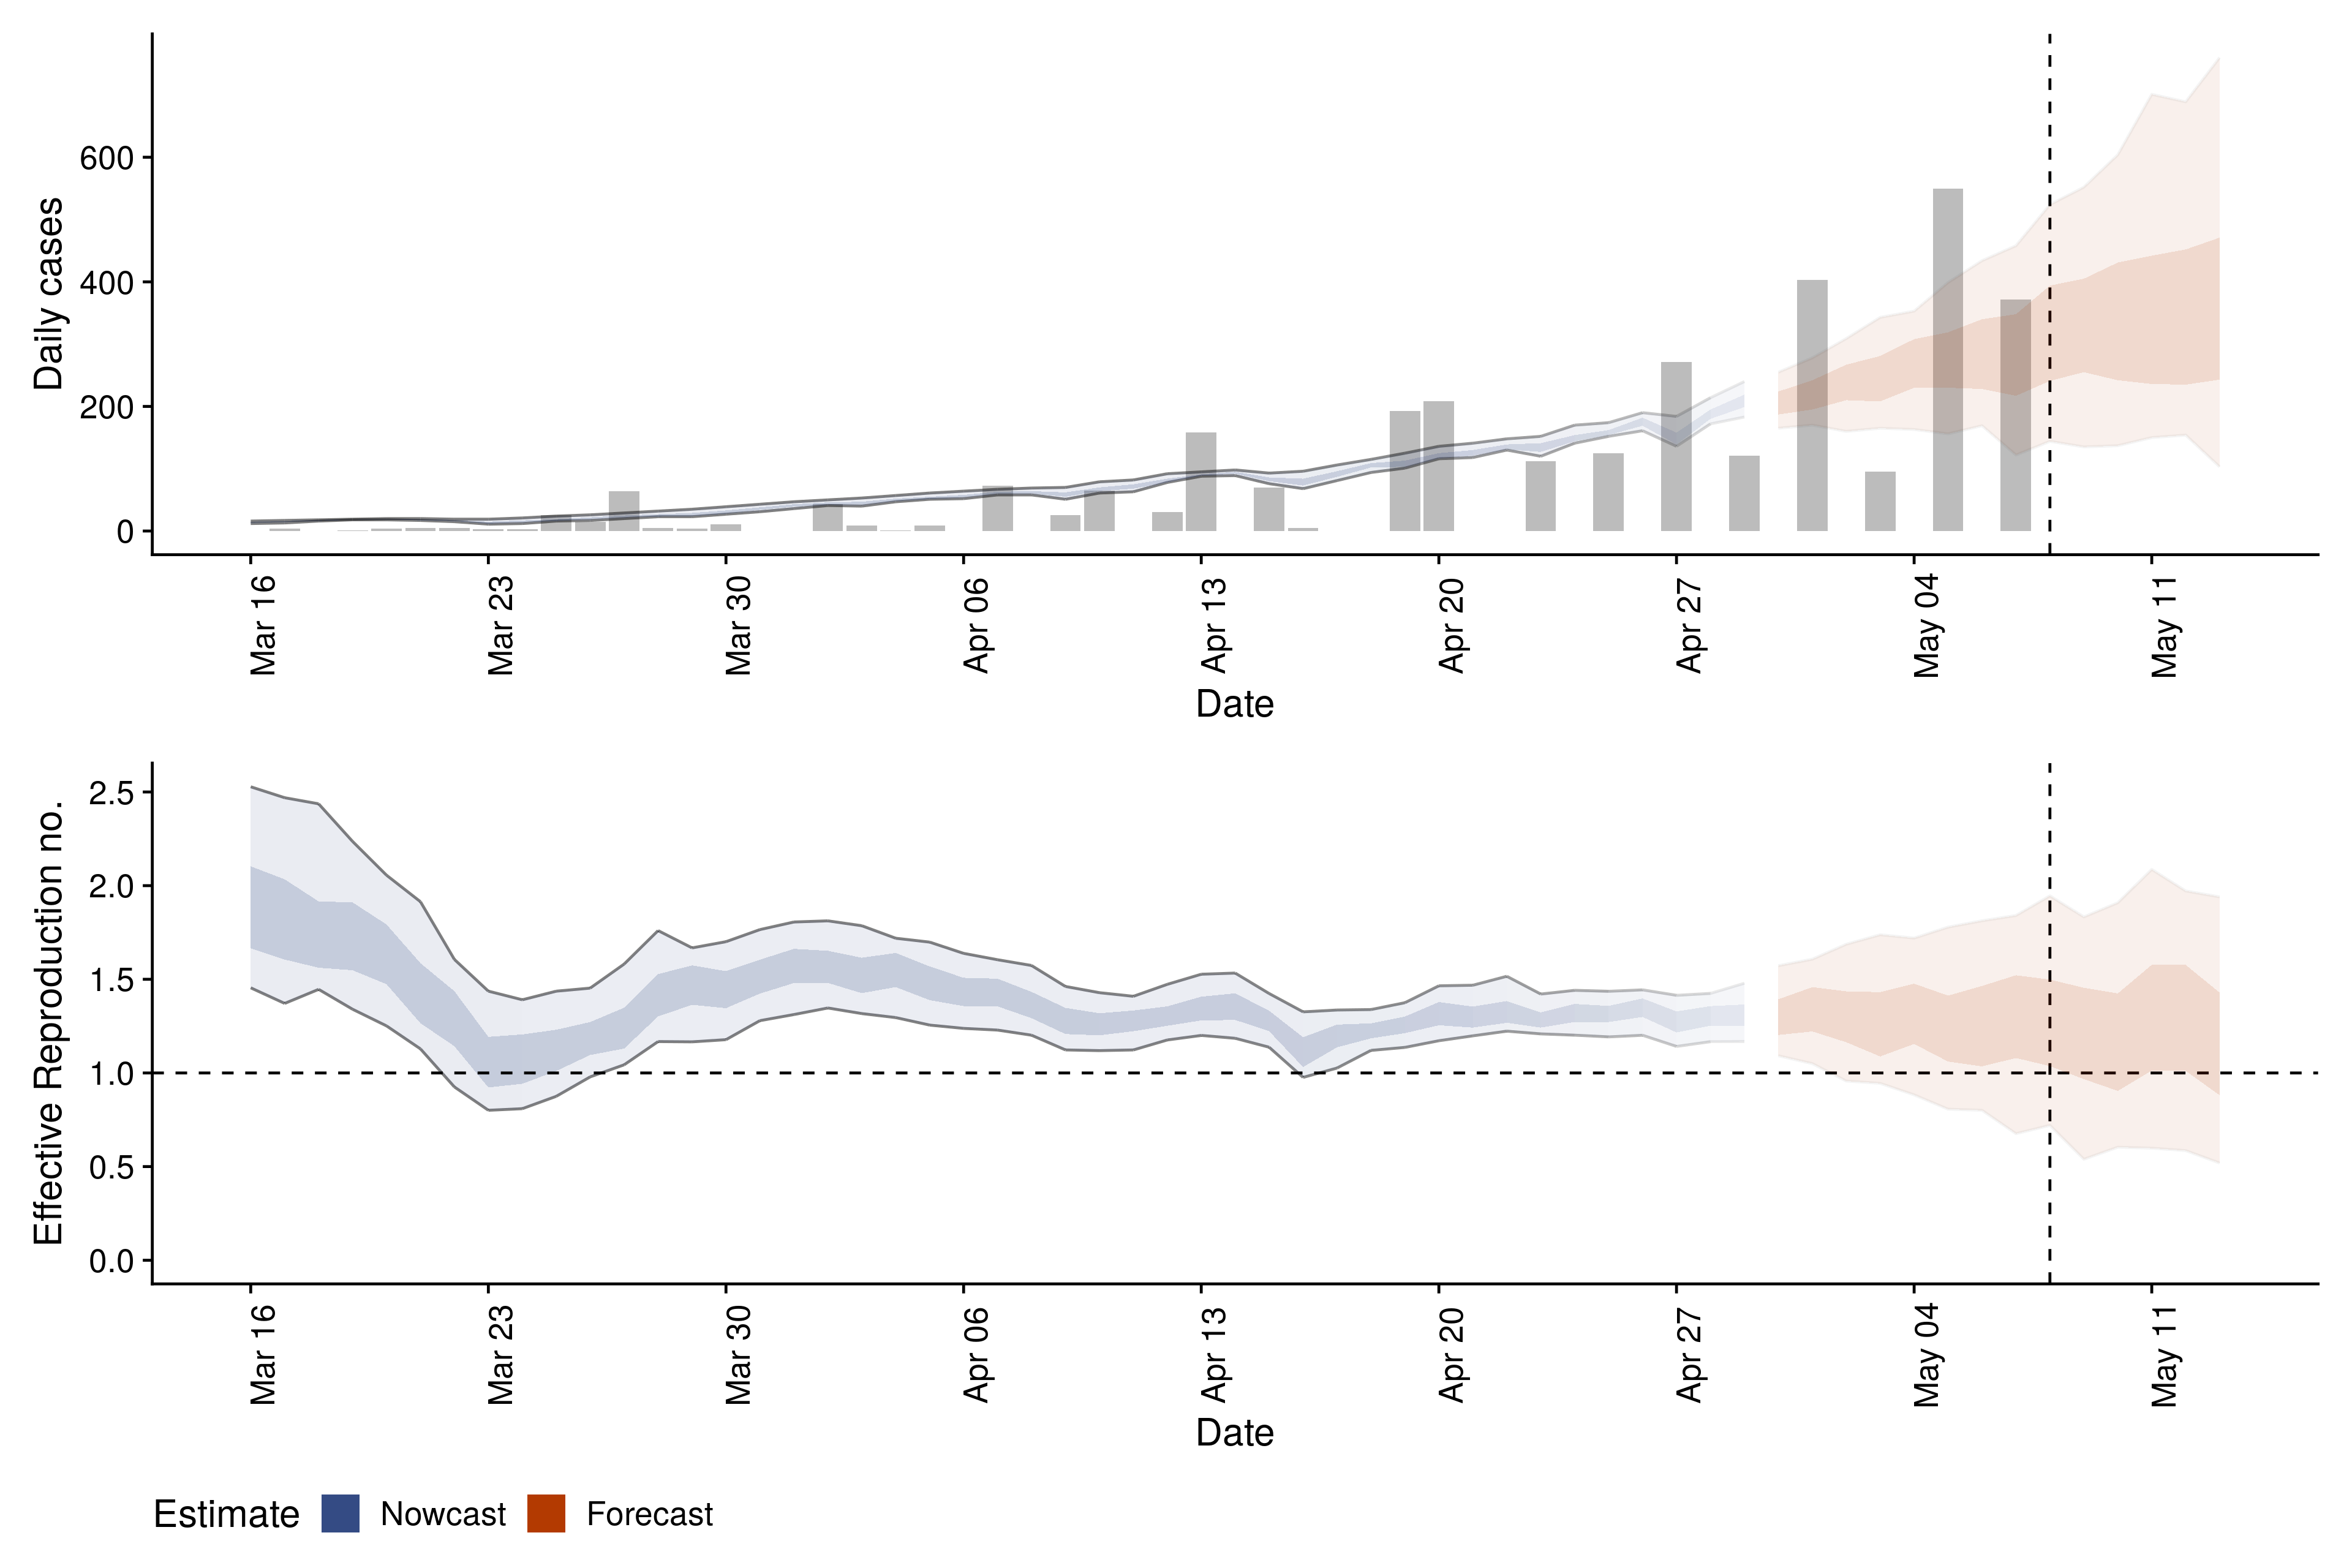 Daily cases
600
400
200
0
Mar 16
Mar 23
Mar 30
Apr 06
Apr 13
Apr 20
Apr 27
May 04
May 11
Date
Effective Reproduction no.
2.5
2.0
1.5
1.0
0.5
0.0
Mar 16
Mar 23
Mar 30
Apr 06
Apr 13
Apr 20
Apr 27
May 04
May 11
Date
Estimate Nowcast Forecast